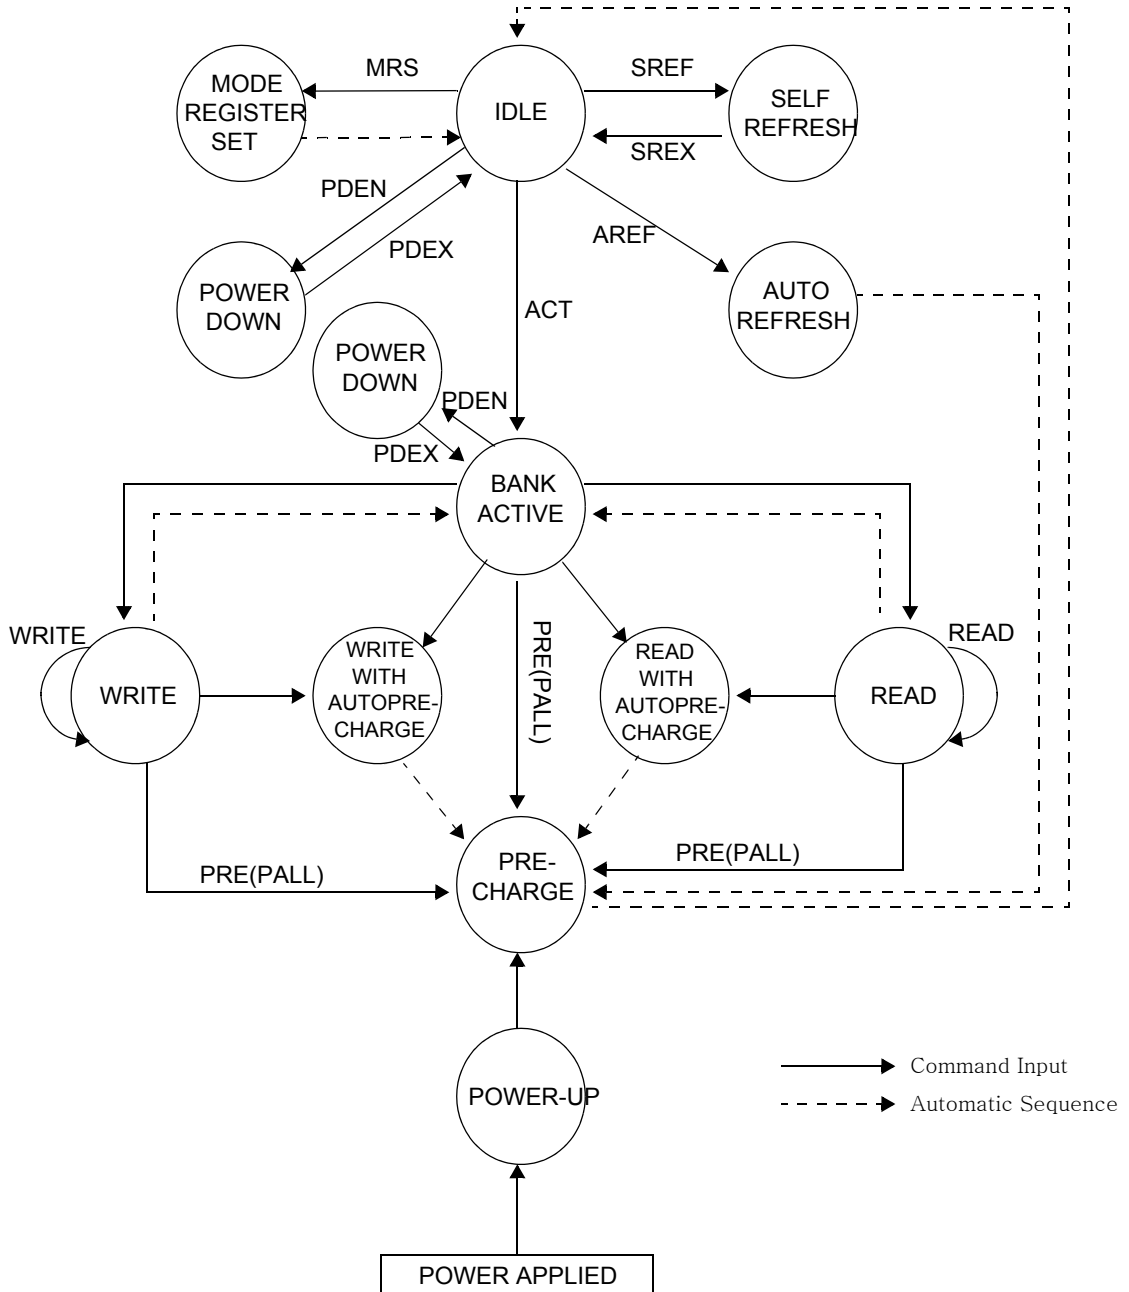 MRS
SREF
MODE
REGISTER
SET
IDLE
SELF
REFRESH
SREX
PDEN
PDEX
AREF
POWER
DOWN
AUTO
REFRESH
ACT
POWER
DOWN
PDEN
PDEX
BANK
ACTIVE
WRITE
READ
WRITE
WRITE
WITH
AUTOPRE-
CHARGE
PRE(PALL)
READ
WITH
AUTOPRE-
CHARGE
READ
PRE(PALL)
PRE-
CHARGE
PRE(PALL)
POWER-UP
Command Input
Automatic Sequence
POWER APPLIED